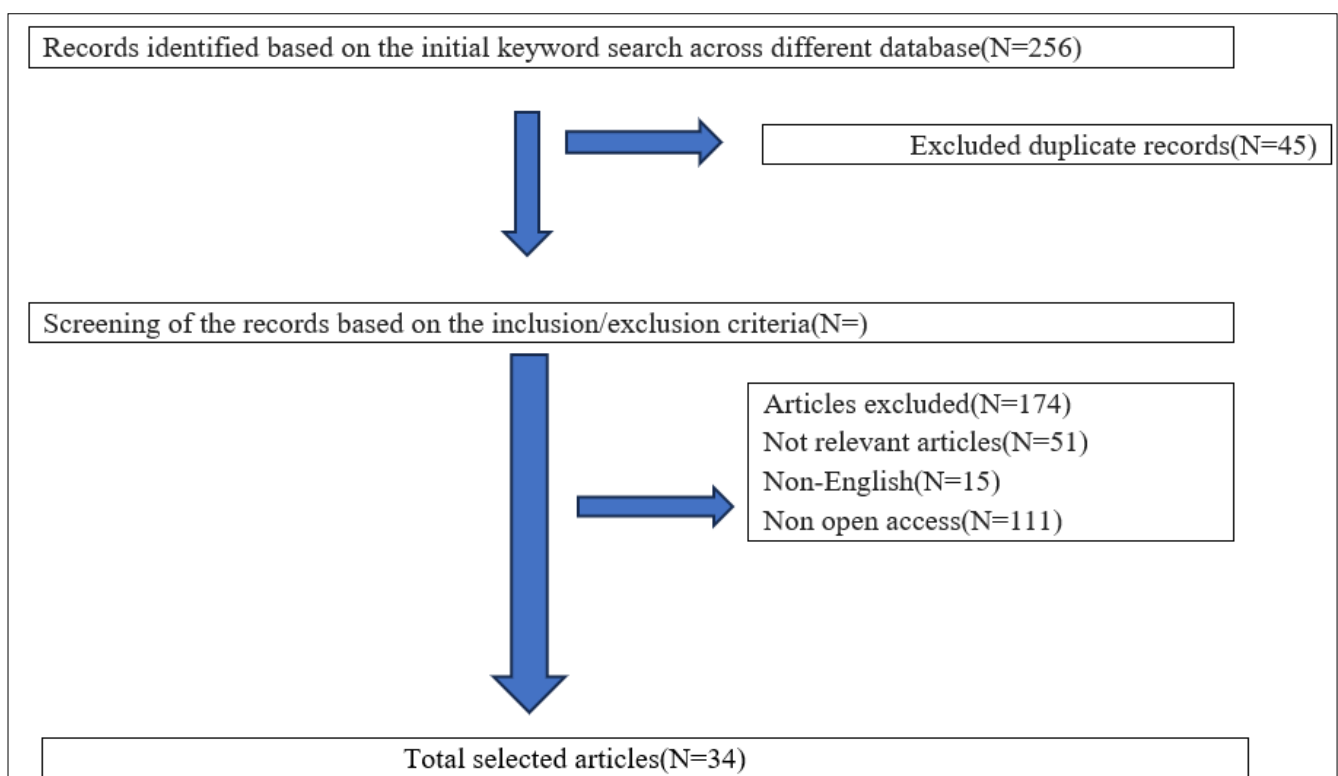 Records identified based on the initial keyword search across different database(N=256)
Excluded duplicate records(N=45)
Screening of the records based on the inclusion/exclusion criteria(N=)
Articles excluded(N=174)
Not relevant articles(N=51)
Non-English(N=15)
Non open access(N=111)
Total selected articles(N=34)